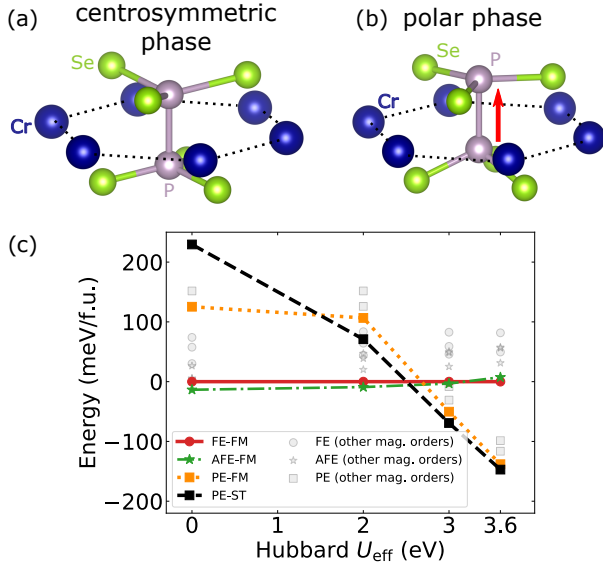 (a)
centrosymmetric
phase
Se
P
Cr
P
(b)
polar phase
Se
P
Cr
P
(c)
Energy (meV/f.u.)
200
100
0
−100
−200
FE-FM
AFE-FM
PE-FM
PE-ST
FE (other mag. orders)
AFE (other mag. orders)
PE (other mag. orders)
0
1
2
3
3.6
Hubbard Ueff (eV)